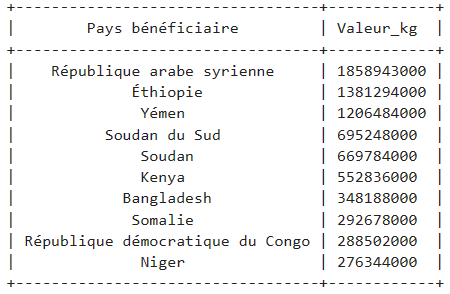 Pays bénéficiaire | Valeur_kg
République arabe syrienne | 1858943000
Éthiopie | 1381294000
Yémen | 1206484000
Soudan du Sud | 695248000
Soudan | 669784000
Kenya | 552836000
Bangladesh | 348188000
Somalie | 292678000
République démocratique du Congo | 288502000
Niger | 276344000